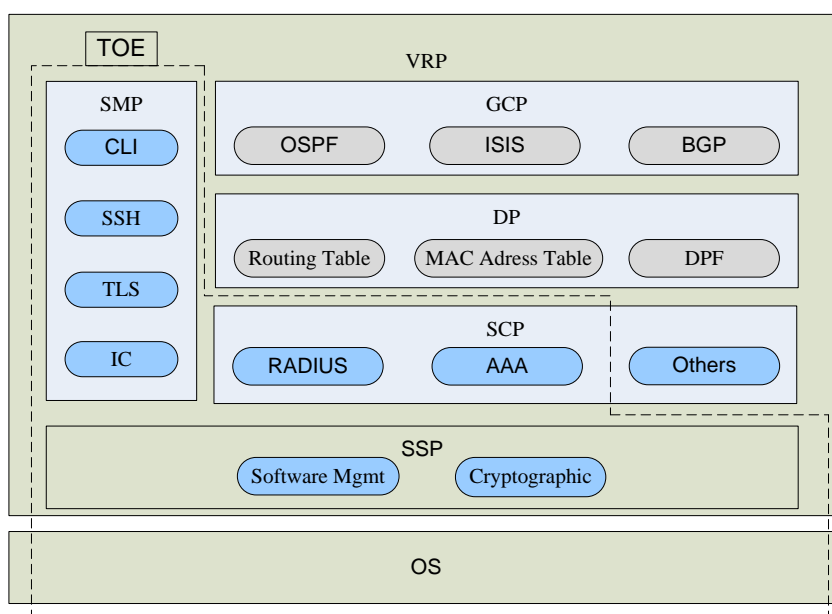 TOE
VRP
SMP
CLI
SSH
TLS
IC
GCP
OSPF
ISIS
BGP
DP
Routing Table
MAC Adress Table
DPF
SCP
RADIUS
AAA
Others
SSP
Software Mgmt
Cryptographic
OS